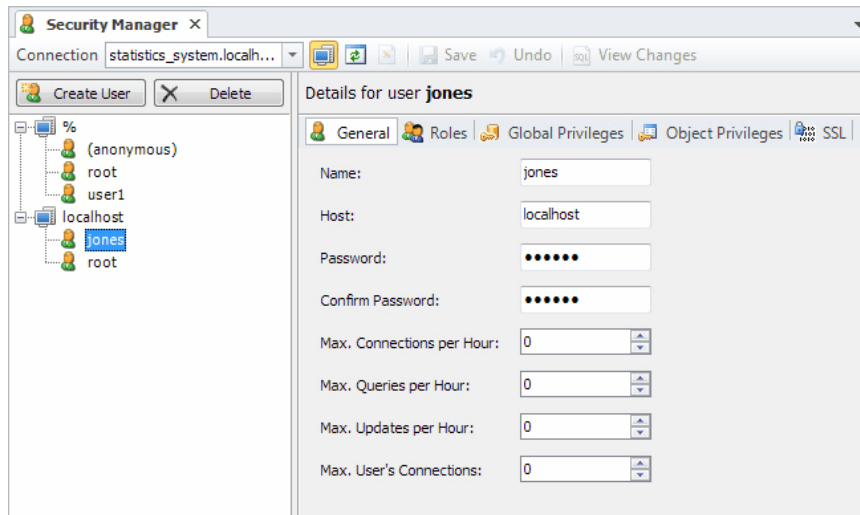 Security Manager
Connection statistics_system.localh... Save Undo SQL View Changes
Create User Delete
Details for user jones
General Roles Global Privileges Object Privileges SSL
%
(anonymous)
root
user1
localhost
jones
root
Name: jones
Host: localhost
Password: ●●●●●●
Confirm Password: ●●●●●●
Max. Connections per Hour: 0
Max. Queries per Hour: 0
Max. Updates per Hour: 0
Max. User's Connections: 0